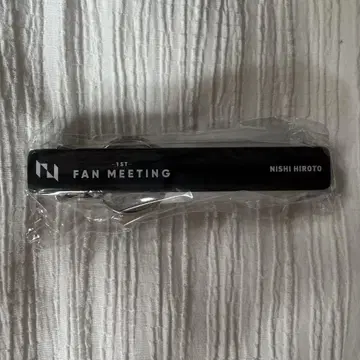 -1ST-
FAN MEETING
NISHI HIROTO